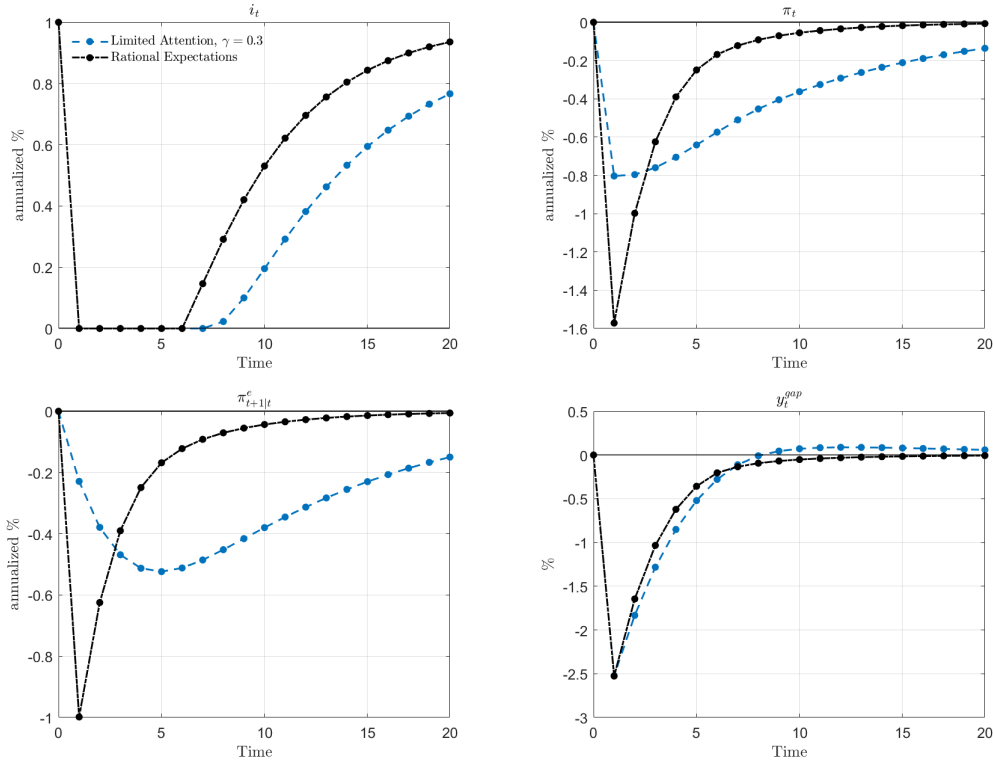 i_t
1
0.8
0.6
0.4
0.2
0
annualized %
Limited Attention, γ = 0.3
Rational Expectations
0 5 10 15 20
Time
π_t
0
-0.2
-0.4
-0.6
-0.8
-1
-1.2
-1.4
-1.6
annualized %
0 5 10 15 20
Time
π^e_{t+1|t}
0
-0.2
-0.4
-0.6
-0.8
-1
annualized %
0 5 10 15 20
Time
y_t^{gap}
0.5
0
-0.5
-1
-1.5
-2
-2.5
-3
%
0 5 10 15 20
Time